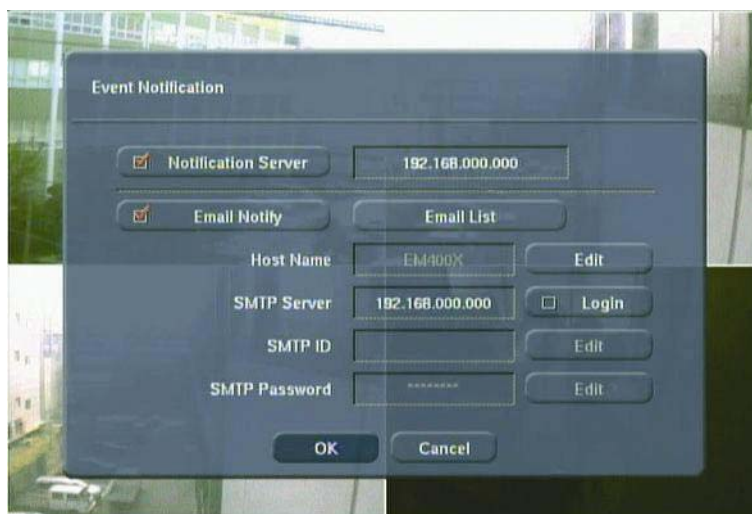 Event Notification
Notification Server 192.168.000.000
Email Notify Email List
Host Name EM400X Edit
SMTP Server 192.168.000.000 Login
SMTP ID Edit
SMTP Password ******** Edit
OK Cancel